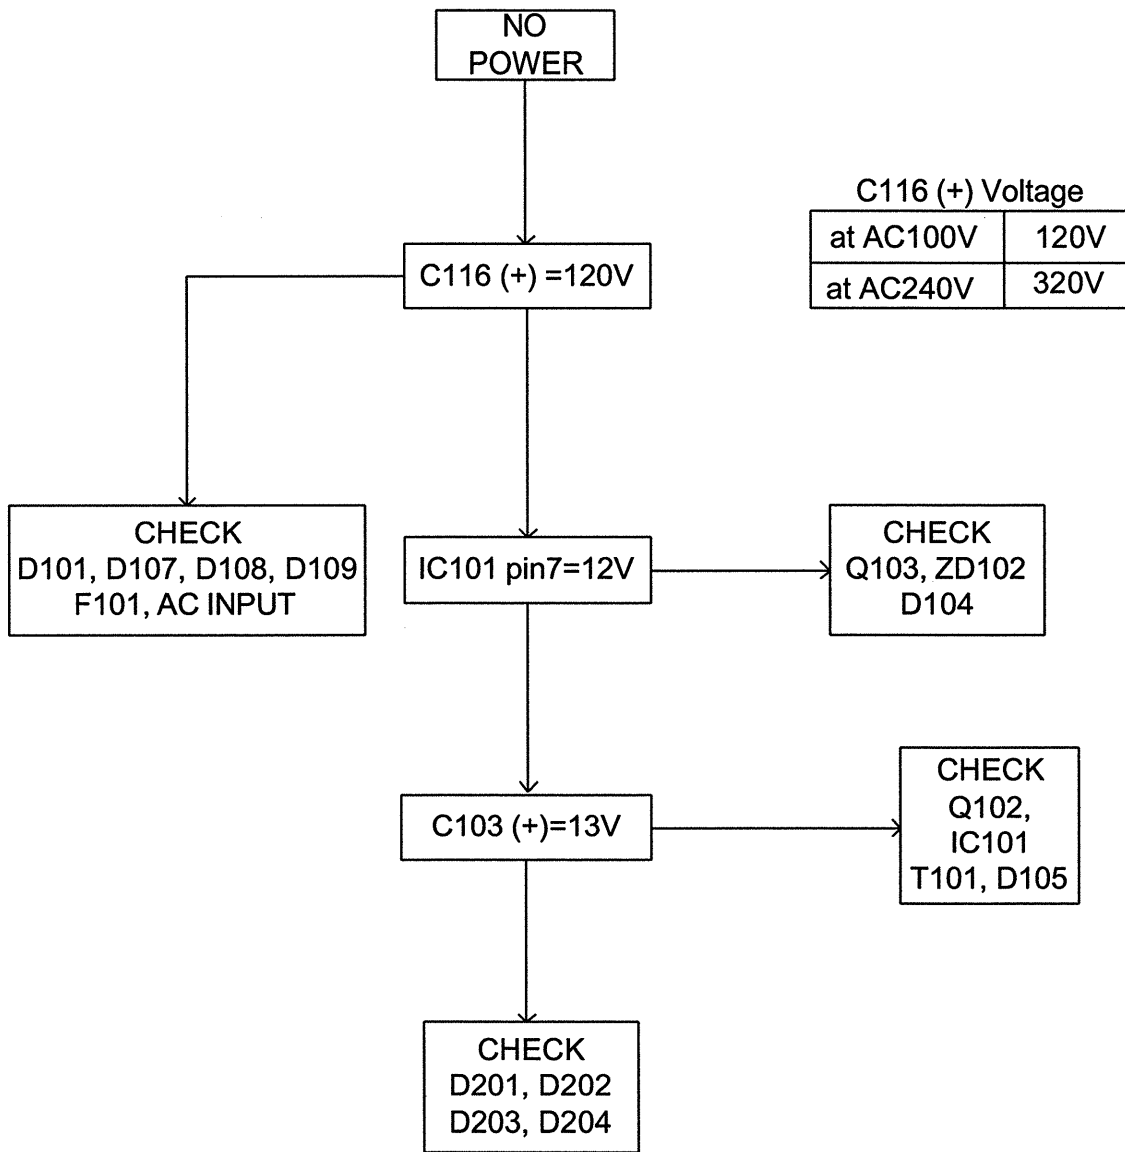 NO
POWER
C116 (+) Voltage
at AC100V 120V
at AC240V 320V
C116 (+) =120V
CHECK
D101, D107, D108, D109
F101, AC INPUT
IC101 pin7=12V
CHECK
Q103, ZD102
D104
C103 (+)=13V
CHECK
Q102,
IC101
T101, D105
CHECK
D201, D202
D203, D204